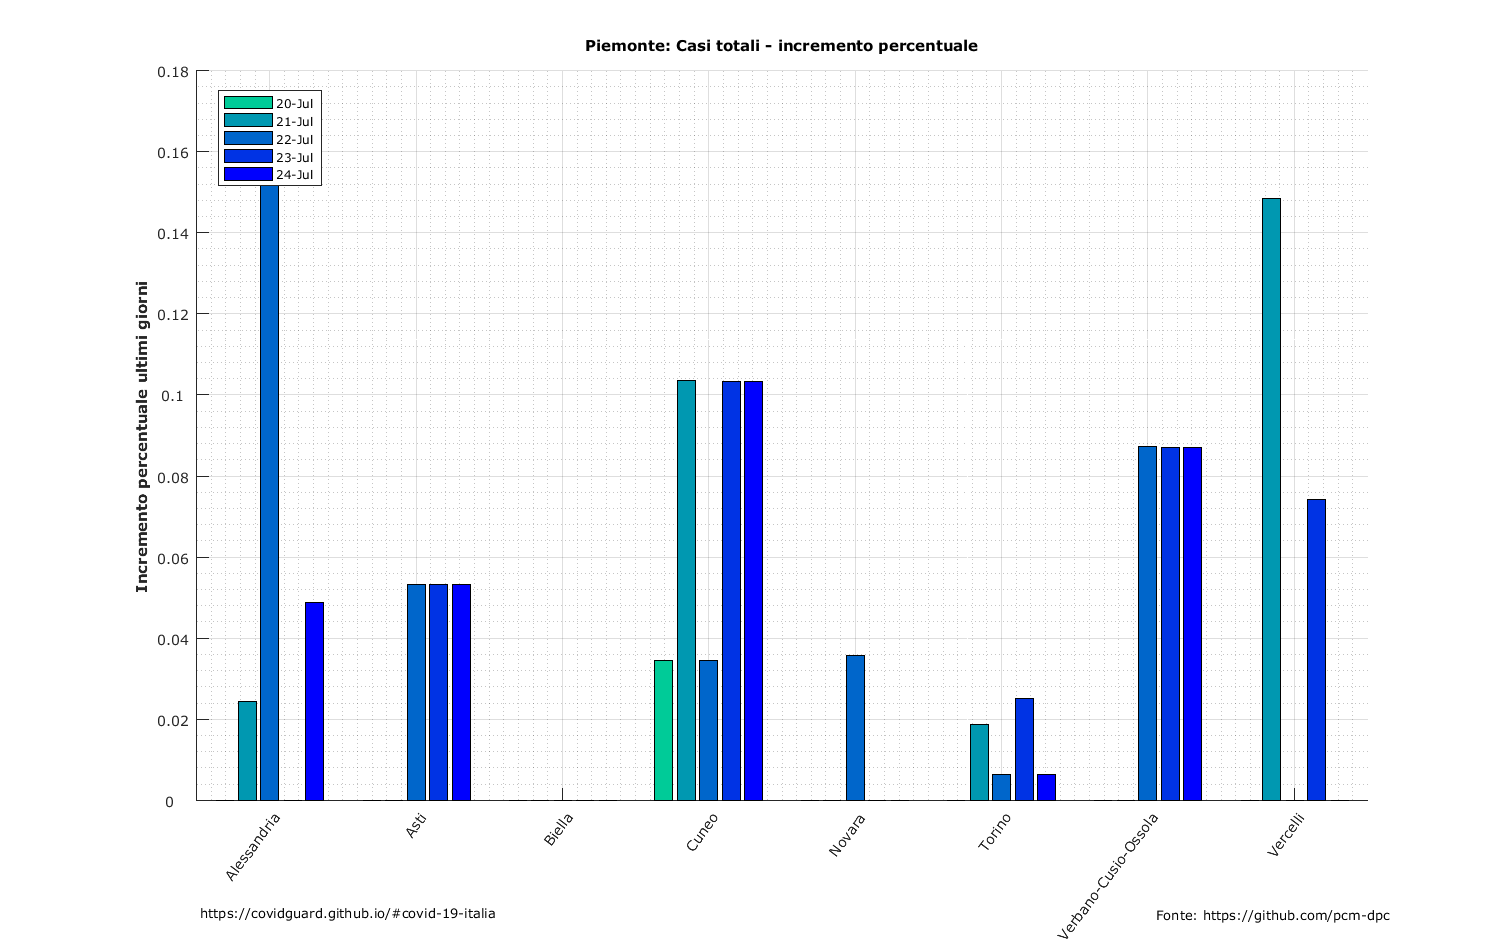 Piemonte: Casi totali - incremento percentuale
0.18
0.16
0.14
0.12
0.1
0.08
0.06
0.04
0.02
0
Incremento percentuale ultimi giorni
20-Jul
21-Jul
22-Jul
23-Jul
24-Jul
Alessandria
Asti
Biella
Cuneo
Novara
Torino
Verbano-Cusio-Ossola
Vercelli
https://covidguard.github.io/#covid-19-italia
Fonte: https://github.com/pcm-dpc